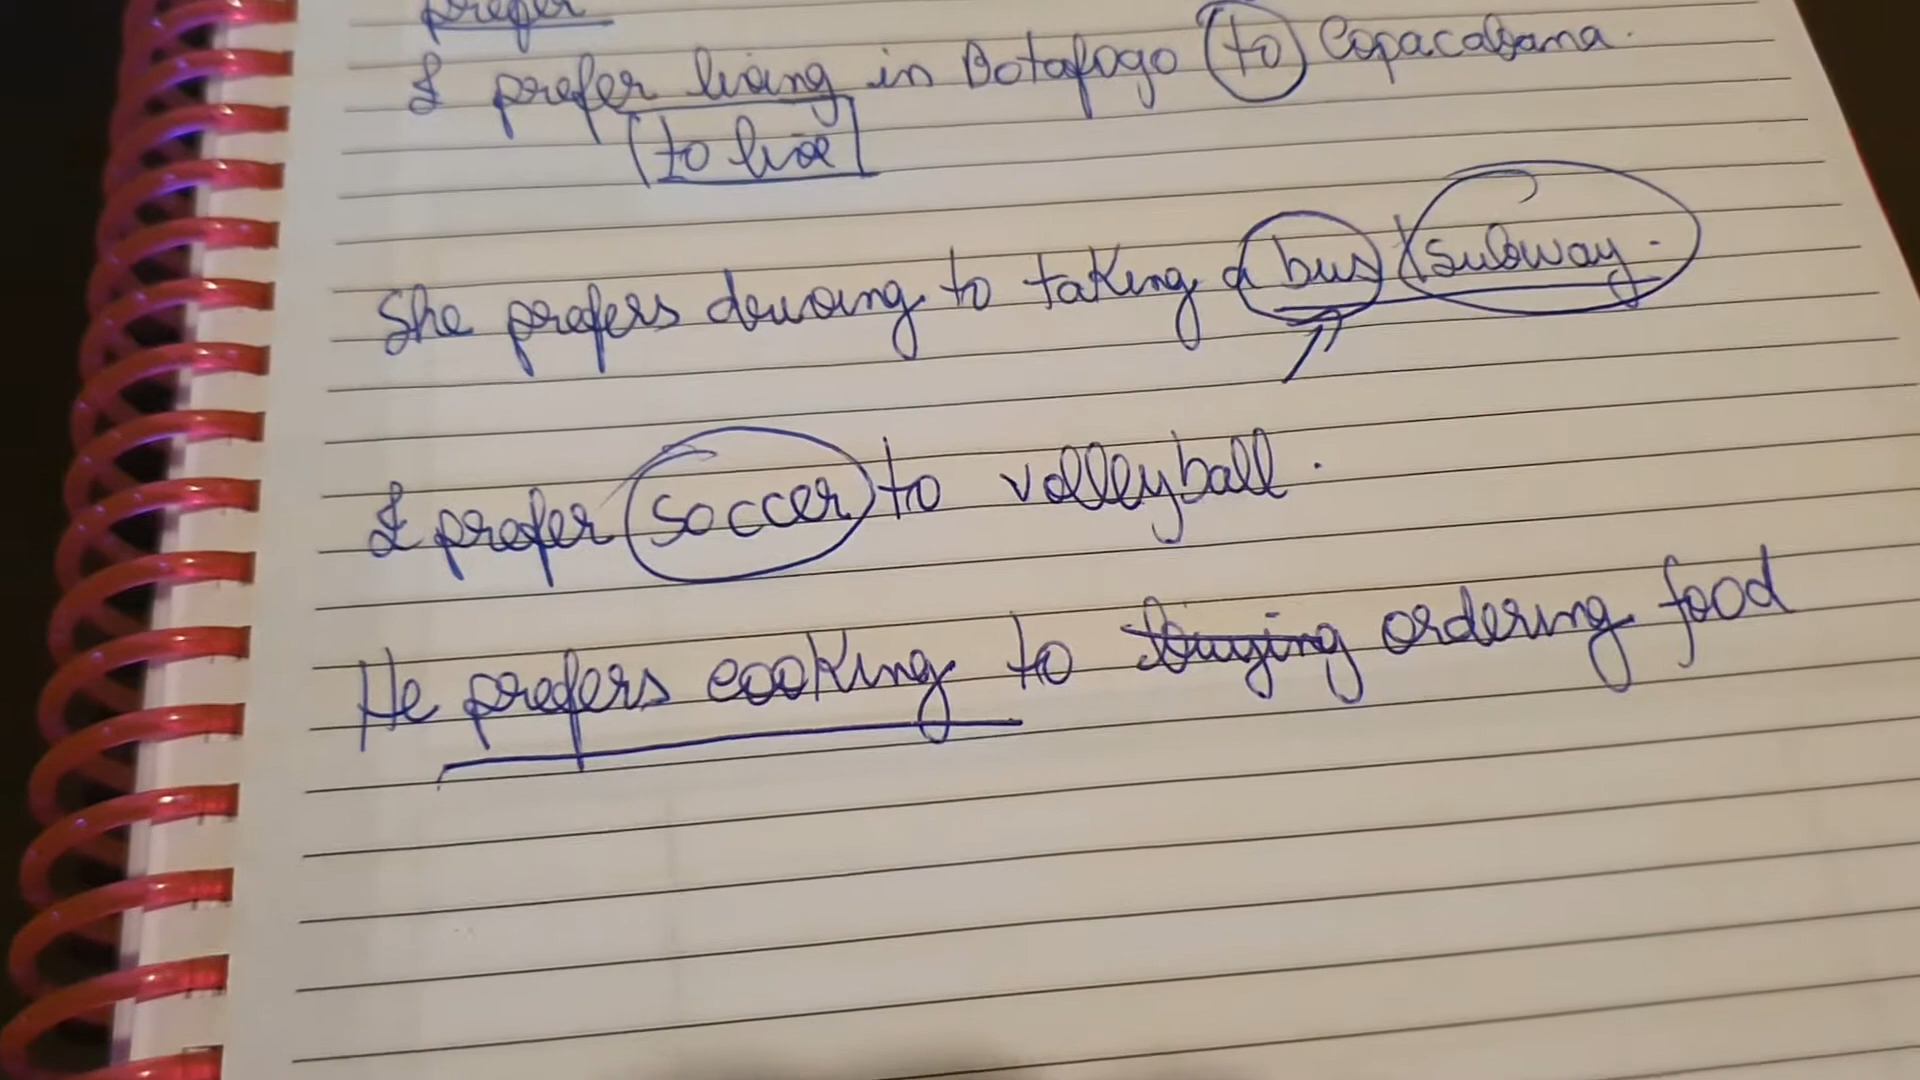 prefer
I prefer living in Botafogo to Copacabana.
to live
She prefers driving to taking a bus / subway.
I prefer soccer to volleyball.
He prefers cooking to buying ordering food